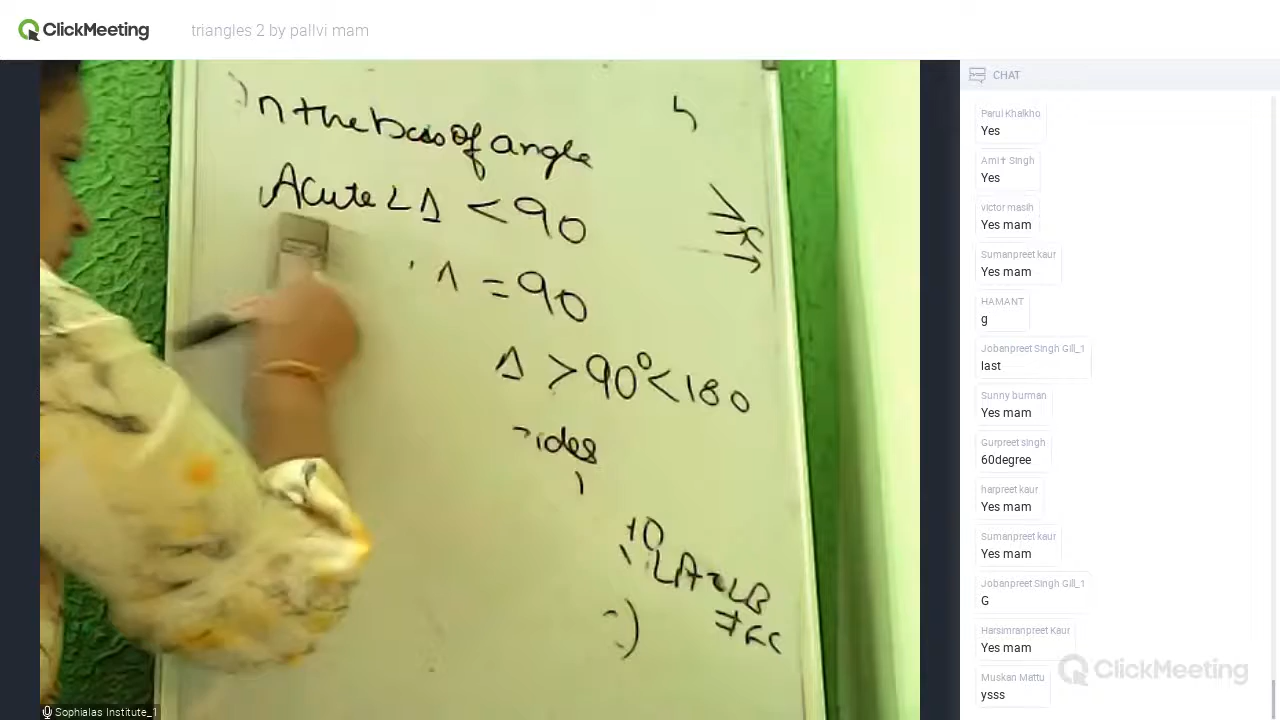 ClickMeeting
triangles 2 by pallvi mam
n the bas of angle
Acute ∠ Δ < 90
= 90
Δ > 90° < 180
ides
∠A = ∠B
≠ ∠C
Sophialas Institute_1
CHAT
Parul Khalkho
Yes
Amit Singh
Yes
victor masih
Yes mam
Sumanpreet kaur
Yes mam
HAMANT
g
Jobanpreet Singh Gill_1
last
Sunny burman
Yes mam
Gurpreet singh
60degree
harpreet kaur
Yes mam
Sumanpreet kaur
Yes mam
Jobanpreet Singh Gill_1
G
Harsimranpreet Kaur
Yes mam
Muskan Mattu
ysss
ClickMeeting